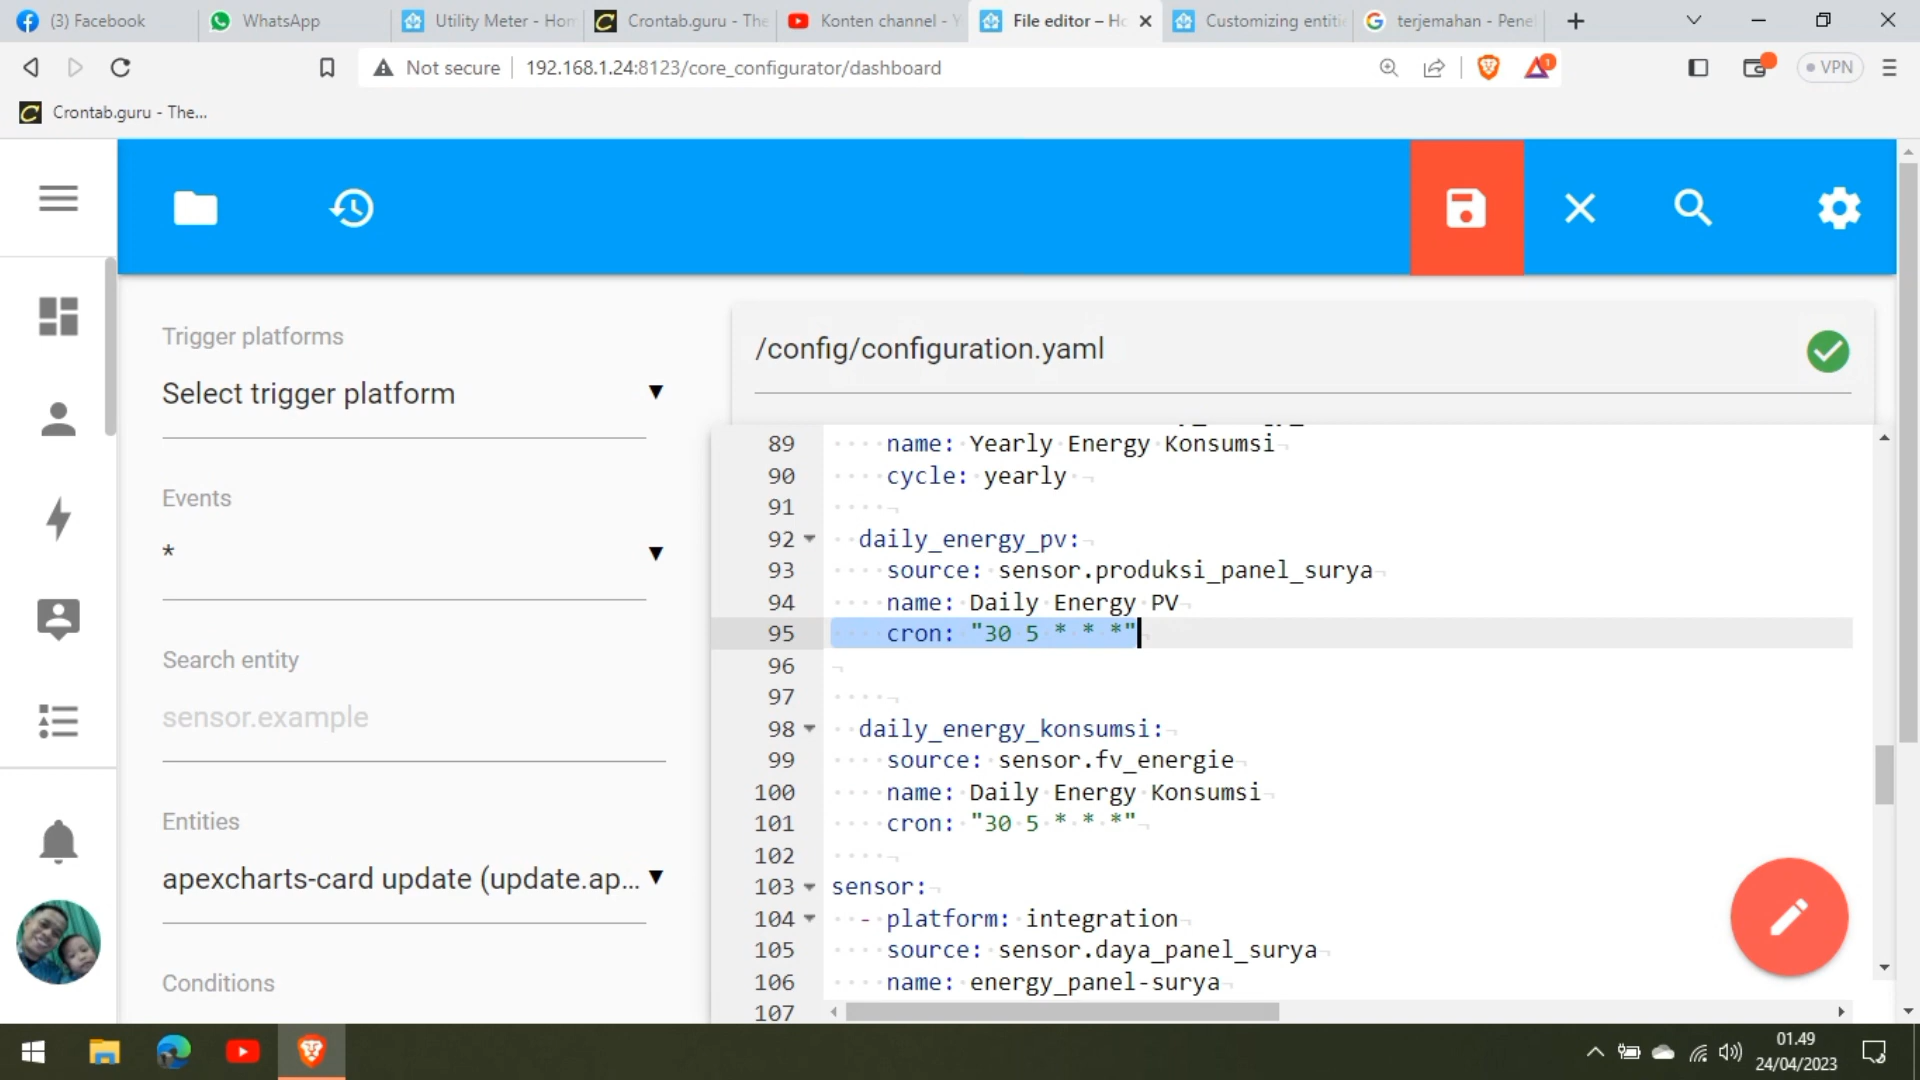 (3) Facebook
WhatsApp
Utility Meter - Hom
Crontab.guru - The
Konten channel - Y
File editor – Ho
Customizing entiti
terjemahan - Pene
Not secure
192.168.1.24:8123/core_configurator/dashboard
1
VPN
Crontab.guru - The...
Trigger platforms
Select trigger platform
Events
*
Search entity
sensor.example
Entities
apexcharts-card update (update.ap...
Conditions
/config/configuration.yaml
89 name: Yearly Energy Konsumsi
90 cycle: yearly
91
92 daily_energy_pv:
93 source: sensor.produksi_panel_surya
94 name: Daily Energy PV
95 cron: "30 5 * * *"
96
97
98 daily_energy_konsumsi:
99 source: sensor.fv_energie
100 name: Daily Energy Konsumsi
101 cron: "30 5 * * *"
102
103 sensor:
104 - platform: integration
105 source: sensor.daya_panel_surya
106 name: energy_panel-surya
107
01.49
24/04/2023